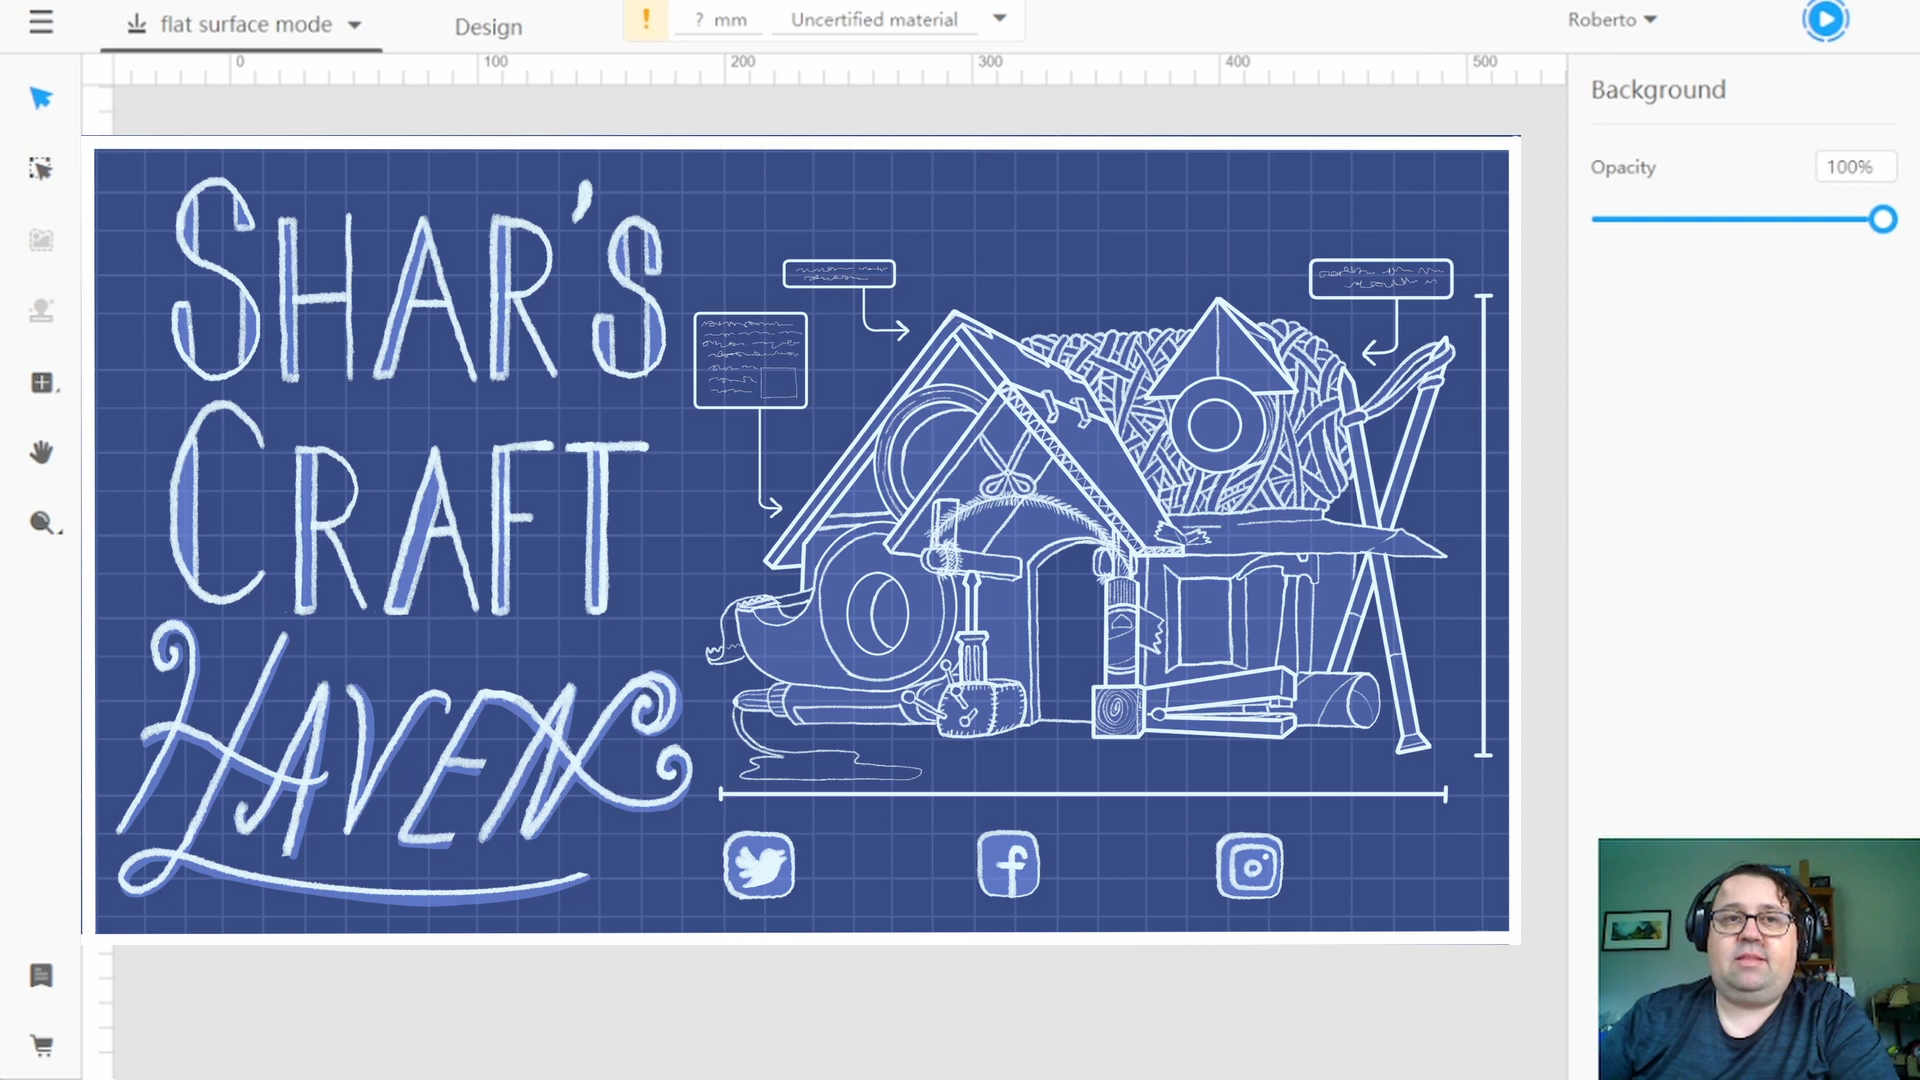 flat surface mode
Design
! ? mm Uncertified material
Roberto
0 100 200 300 400 500
Background
Opacity 100%
SHAR'S
CRAFT
HAVEN